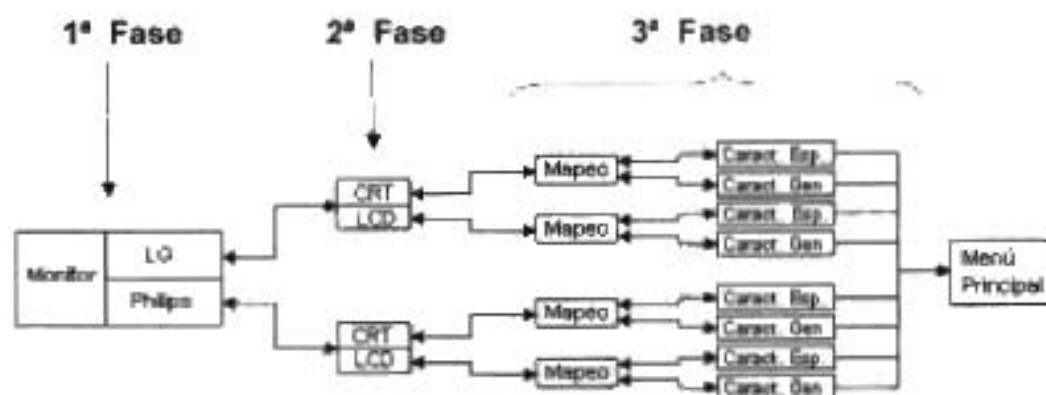 1ª Fase
2ª Fase
3ª Fase
Monitor
LG
Philips
CRT
LCD
CRT
LCD
Mapeo
Mapeo
Mapeo
Mapeo
Caract. Esp.
Caract. Gen
Caract. Esp.
Caract. Gen
Caract. Esp.
Caract. Gen
Caract. Esp.
Caract. Gen
Menú
Principal